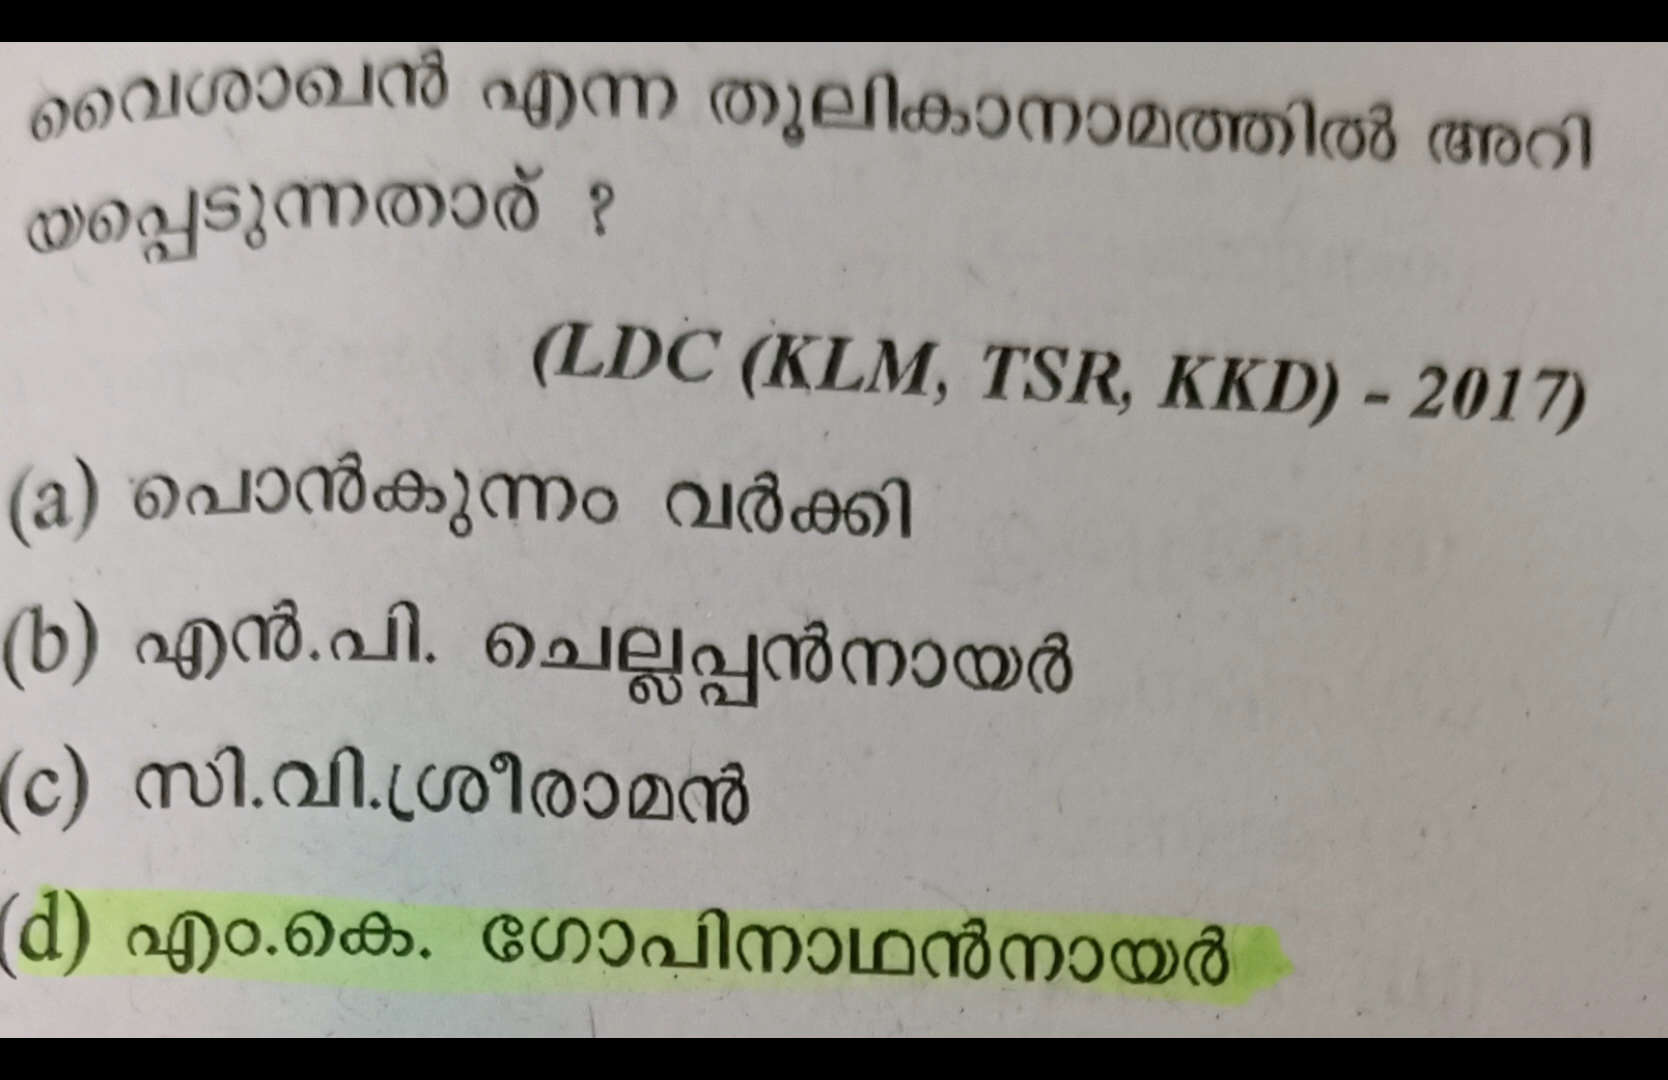 വൈശാഖൻ എന്ന തൂലികാനാമത്തിൽ അറി
യപ്പെടുന്നതാര് ?
(LDC (KLM, TSR, KKD) - 2017)
(a) പൊൻകുന്നം വർക്കി
(b) എൻ.പി. ചെല്ലപ്പൻനായർ
(c) സി.വി.ശ്രീരാമൻ
(d) എം.കെ. ഗോപിനാഥൻനായർ